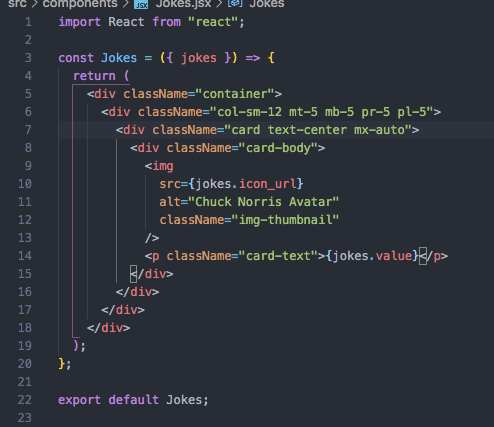 src > components > JSX Jokes.jsx > Jokes
1 import React from "react";
2
3 const Jokes = ({ jokes }) => {
4   return (
5     <div className="container">
6       <div className="col-sm-12 mt-5 mb-5 pr-5 pl-5">
7         <div className="card text-center mx-auto">
8           <div className="card-body">
9             <img
10               src={jokes.icon_url}
11               alt="Chuck Norris Avatar"
12               className="img-thumbnail"
13             />
14             <p className="card-text">{jokes.value}</p>
15           </div>
16         </div>
17       </div>
18     </div>
19   );
20 };
21
22 export default Jokes;
23